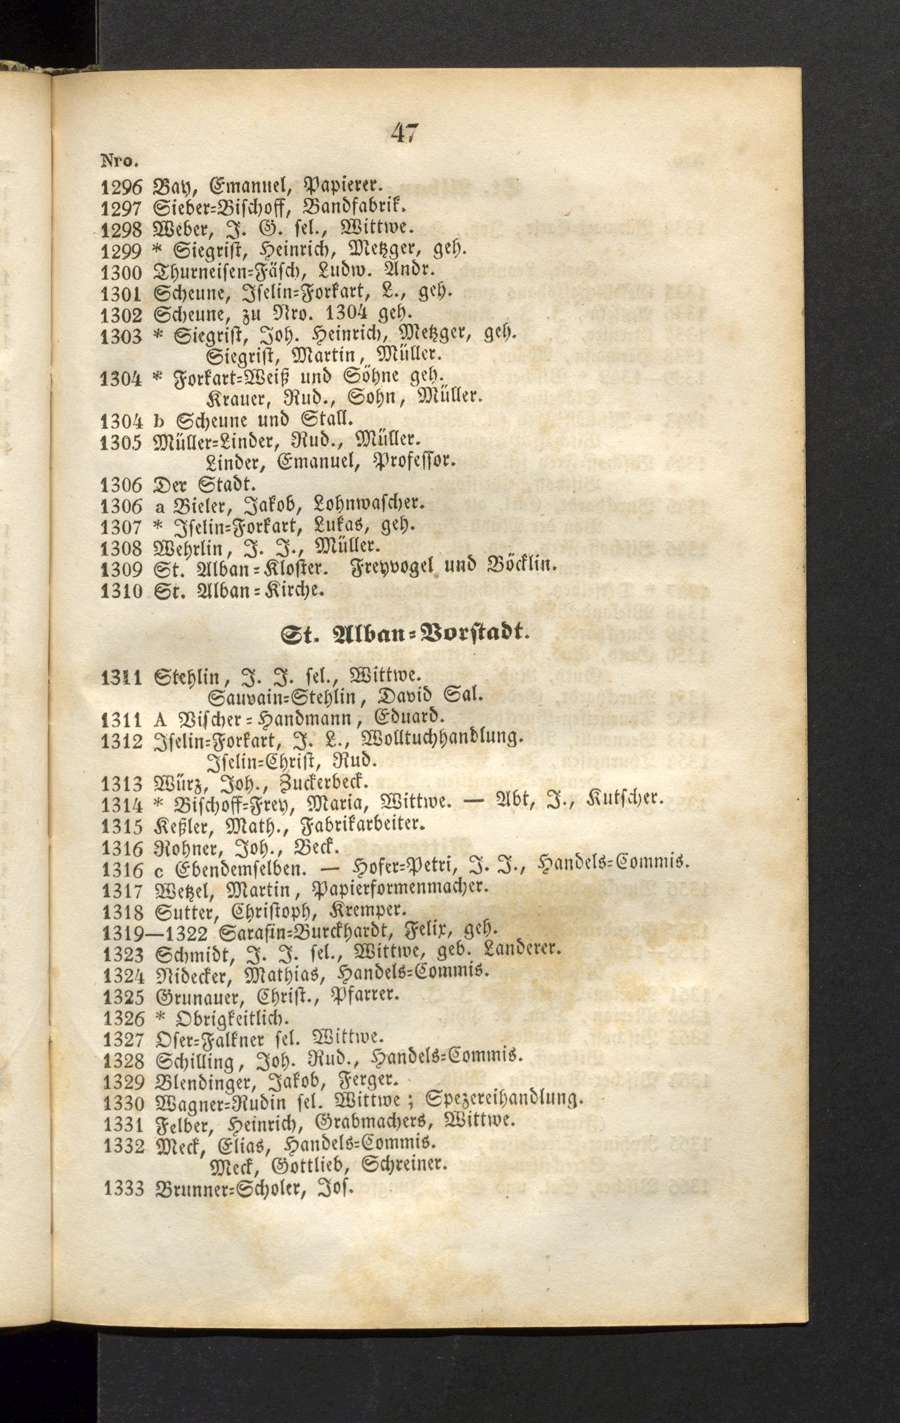 47
Nro.
1296 Bay, Emanuel, Papierer.
1297 Sieber-Bischoff, Bandfabrik.
1298 Weber, J. G. sel., Wittwe.
1299 * Siegrist, Heinrich, Metzger, geh.
1300 Thurneisen-Fäsch, Ludw. Andr.
1301 Scheune, Iselin-Forkart, L., geh.
1302 Scheune, zu Nro. 1304 geh.
1303 * Siegrist, Joh. Heinrich, Metzger, geh.
Siegrist, Martin, Müller.
1304 * Forkart-Weiß und Söhne geh.
Krauer, Rud., Sohn, Müller.
1304 b Scheune und Stall.
1305 Müller-Linder, Rud., Müller.
Linder, Emanuel, Professor.
1306 Der Stadt.
1306 a Bieler, Jakob, Lohnwascher.
1307 * Iselin-Forkart, Lukas, geh.
1308 Wehrlin, J. J., Müller.
1309 St. Alban-Kloster. Freyvogel und Böcklin.
1310 St. Alban-Kirche.
St. Alban-Vorstadt.
1311 Stehlin, J. J. sel., Wittwe.
Sauvain-Stehlin, David Sal.
1311 A Vischer-Handmann, Eduard.
1312 Iselin-Forkart, J. L., Wolltuchhandlung.
Iselin-Christ, Rud.
1313 Würz, Joh., Zuckerbeck.
1314 * Bischoff-Frey, Maria, Wittwe. — Abt, J., Kutscher.
1315 Keßler, Math., Fabrikarbeiter.
1316 Rohner, Joh., Beck.
1316 c Ebendemselben. — Hofer-Petri, J. J., Handels-Commis.
1317 Wetzel, Martin, Papierformenmacher.
1318 Sutter, Christoph, Kremper.
1319—1322 Sarasin-Burckhardt, Felix, geh.
1323 Schmidt, J. J. sel., Wittwe, geb. Landerer.
1324 Nidecker, Mathias, Handels-Commis.
1325 Grunauer, Christ., Pfarrer.
1326 * Obrigkeitlich.
1327 Oser-Falkner sel. Wittwe.
1328 Schilling, Joh. Rud., Handels-Commis.
1329 Blendinger, Jakob, Ferger.
1330 Wagner-Rudin sel. Wittwe; Spezereihandlung.
1331 Felber, Heinrich, Grabmachers, Wittwe.
1332 Meck, Elias, Handels-Commis.
Meck, Gottlieb, Schreiner.
1333 Brunner-Scholer, Jos.